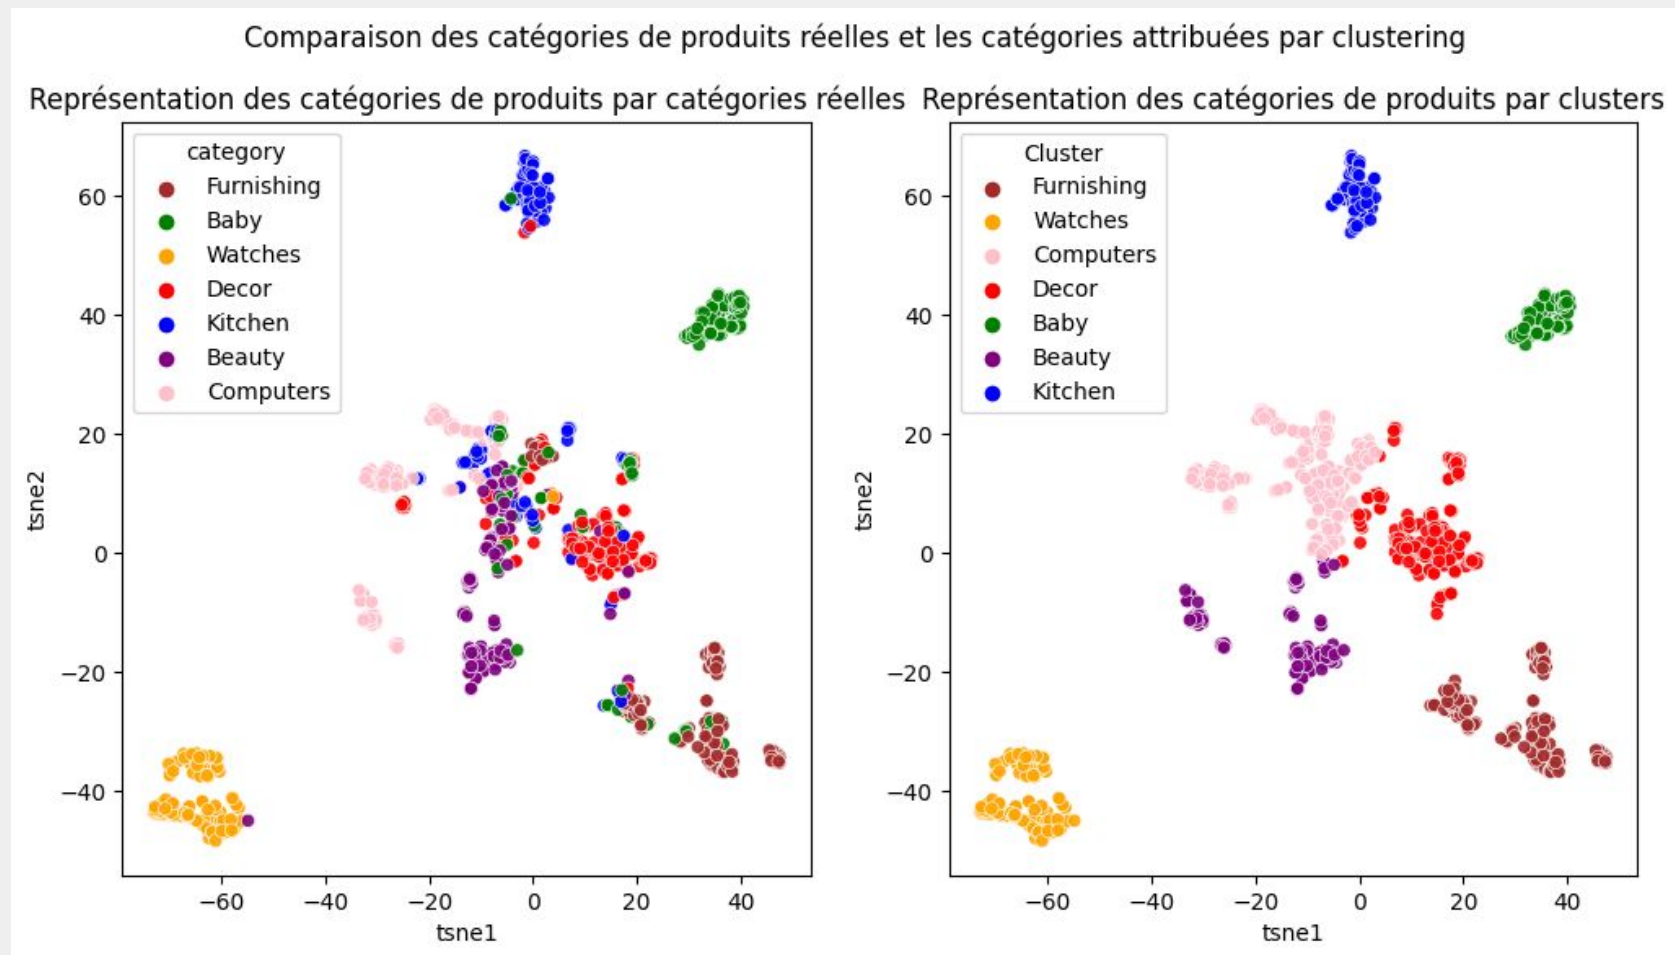 Comparaison des catégories de produits réelles et les catégories attribuées par clustering
Représentation des catégories de produits par catégories réelles
category
Furnishing
Baby
Watches
Decor
Kitchen
Beauty
Computers
60
40
20
0
−20
−40
tsne2
−60
−40
−20
0
20
40
tsne1
Représentation des catégories de produits par clusters
Cluster
Furnishing
Watches
Computers
Decor
Baby
Beauty
Kitchen
60
40
20
0
−20
−40
tsne2
−60
−40
−20
0
20
40
tsne1